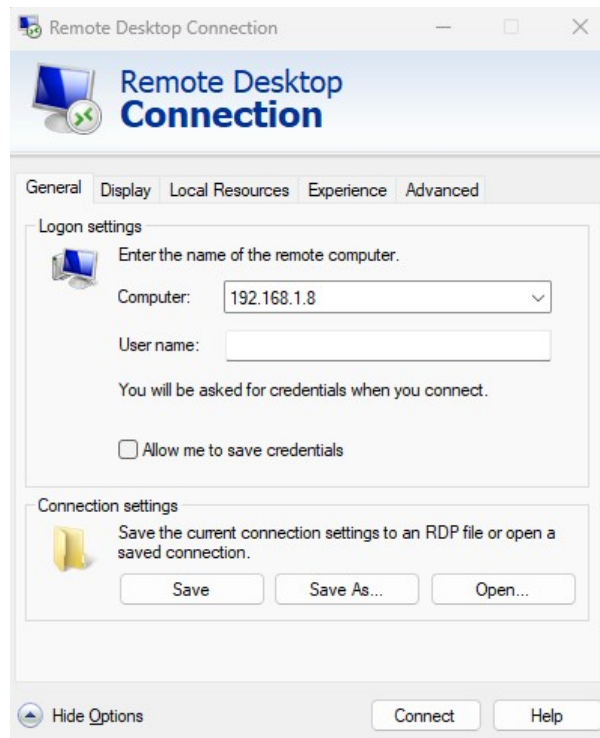 Remote Desktop Connection
Remote Desktop
Connection
General Display Local Resources Experience Advanced
Logon settings
Enter the name of the remote computer.
Computer: 192.168.1.8
User name:
You will be asked for credentials when you connect.
Allow me to save credentials
Connection settings
Save the current connection settings to an RDP file or open a
saved connection.
Save Save As... Open...
Hide Options Connect Help